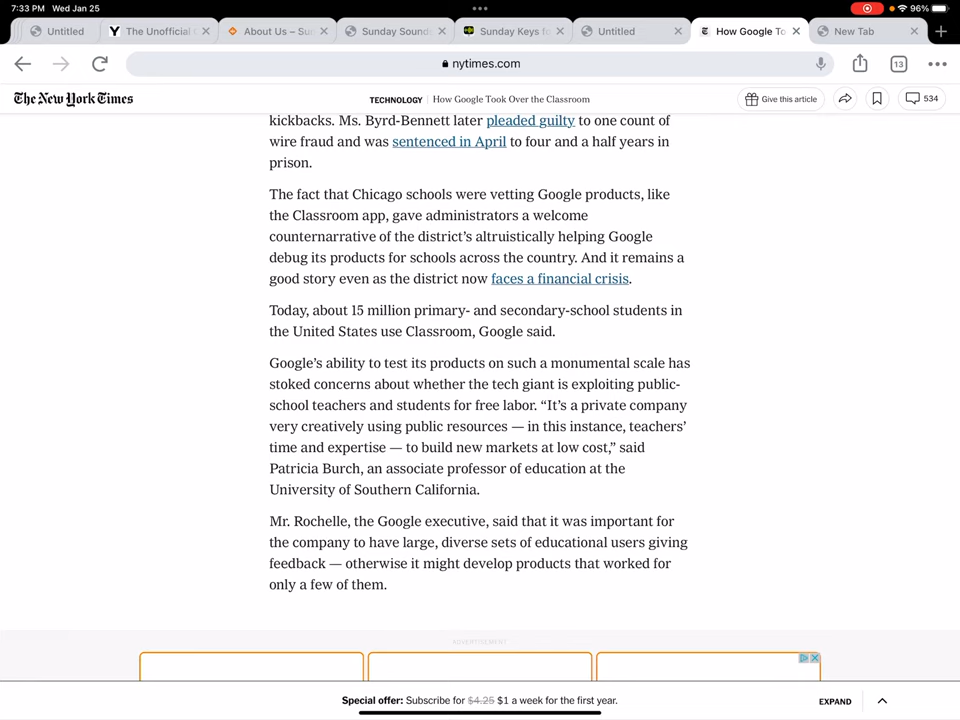 7:33 PM Wed Jan 25
96%
Untitled
The Unofficial
About Us – Su
Sunday Sound
Sunday Keys fo
Untitled
How Google To
New Tab
nytimes.com
13
The New York Times
TECHNOLOGY | How Google Took Over the Classroom
Give this article
534
kickbacks. Ms. Byrd-Bennett later pleaded guilty to one count of
wire fraud and was sentenced in April to four and a half years in
prison.
The fact that Chicago schools were vetting Google products, like
the Classroom app, gave administrators a welcome
counternarrative of the district’s altruistically helping Google
debug its products for schools across the country. And it remains a
good story even as the district now faces a financial crisis.
Today, about 15 million primary- and secondary-school students in
the United States use Classroom, Google said.
Google’s ability to test its products on such a monumental scale has
stoked concerns about whether the tech giant is exploiting public-
school teachers and students for free labor. “It’s a private company
very creatively using public resources — in this instance, teachers’
time and expertise — to build new markets at low cost,” said
Patricia Burch, an associate professor of education at the
University of Southern California.
Mr. Rochelle, the Google executive, said that it was important for
the company to have large, diverse sets of educational users giving
feedback — otherwise it might develop products that worked for
only a few of them.
ADVERTISEMENT
Special offer: Subscribe for $4.25 $1 a week for the first year.
EXPAND